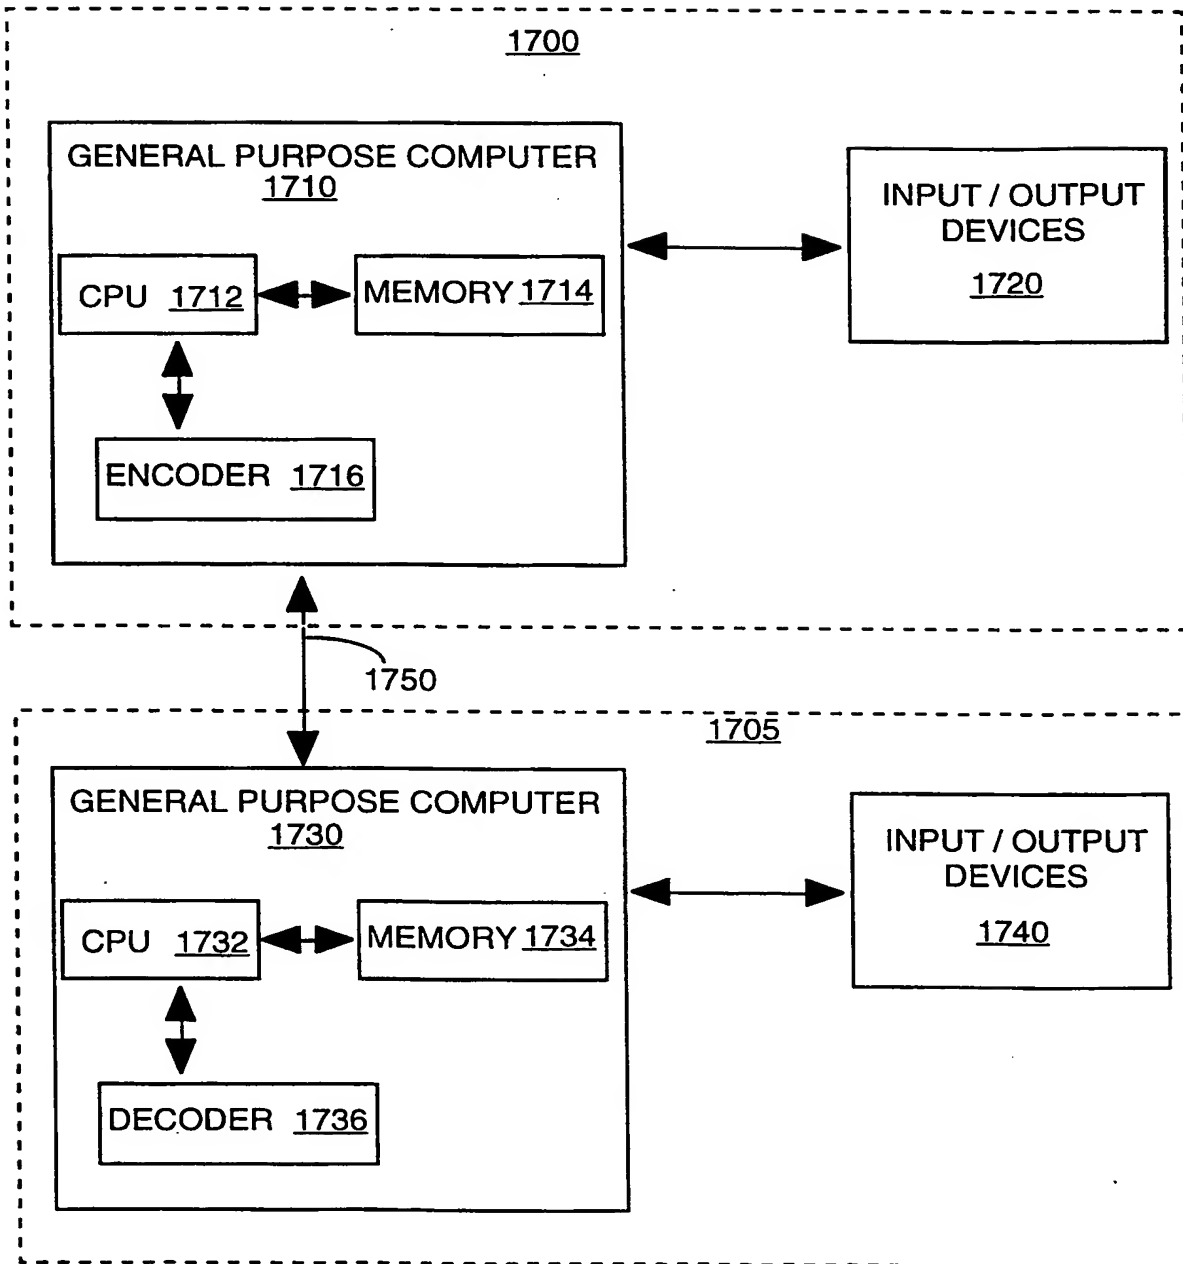 1700
GENERAL PURPOSE COMPUTER
1710
INPUT / OUTPUT
DEVICES
1720
CPU 1712
MEMORY 1714
ENCODER 1716
1750
1705
GENERAL PURPOSE COMPUTER
1730
INPUT / OUTPUT
DEVICES
1740
CPU 1732
MEMORY 1734
DECODER 1736